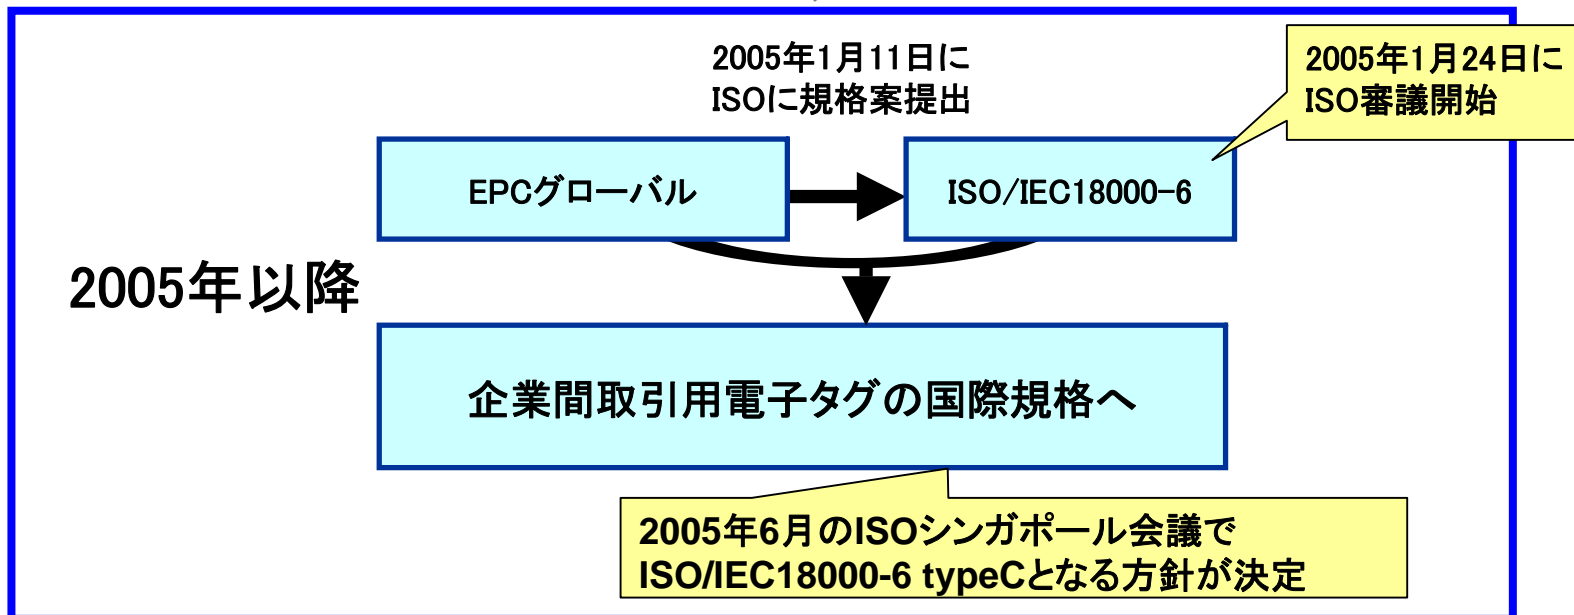 2005年1月11日に
ISOに規格案提出
2005年1月24日に
ISO審議開始
EPCグローバル
ISO/IEC18000-6
2005年以降
企業間取引用電子タグの国際規格へ
2005年6月のISOシンガポール会議で
ISO/IEC18000-6 typeCとなる方針が決定